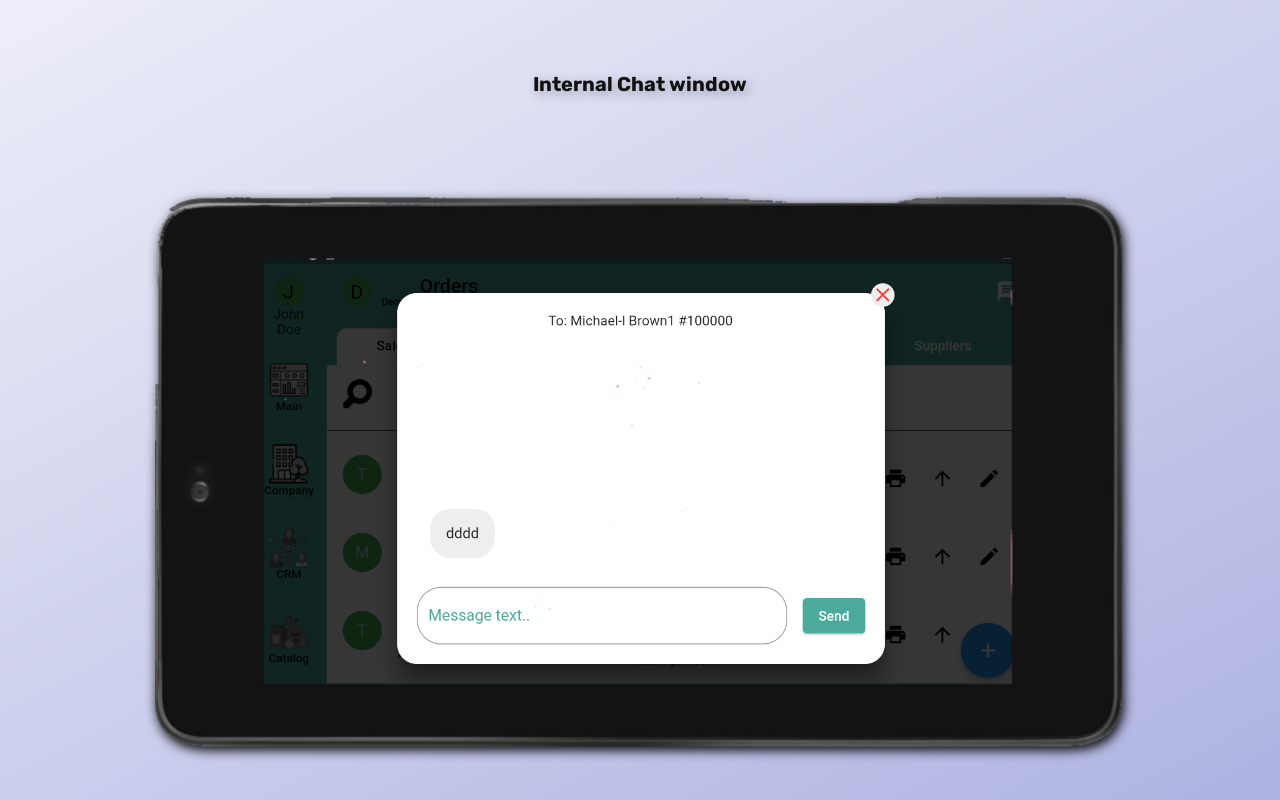 Internal Chat window
J
John
Doe
D
Orders
To: Michael-I Brown1 #100000
Suppliers
Main
T
Company
dddd
M
CRM
T
Message text..
Send
Catalog